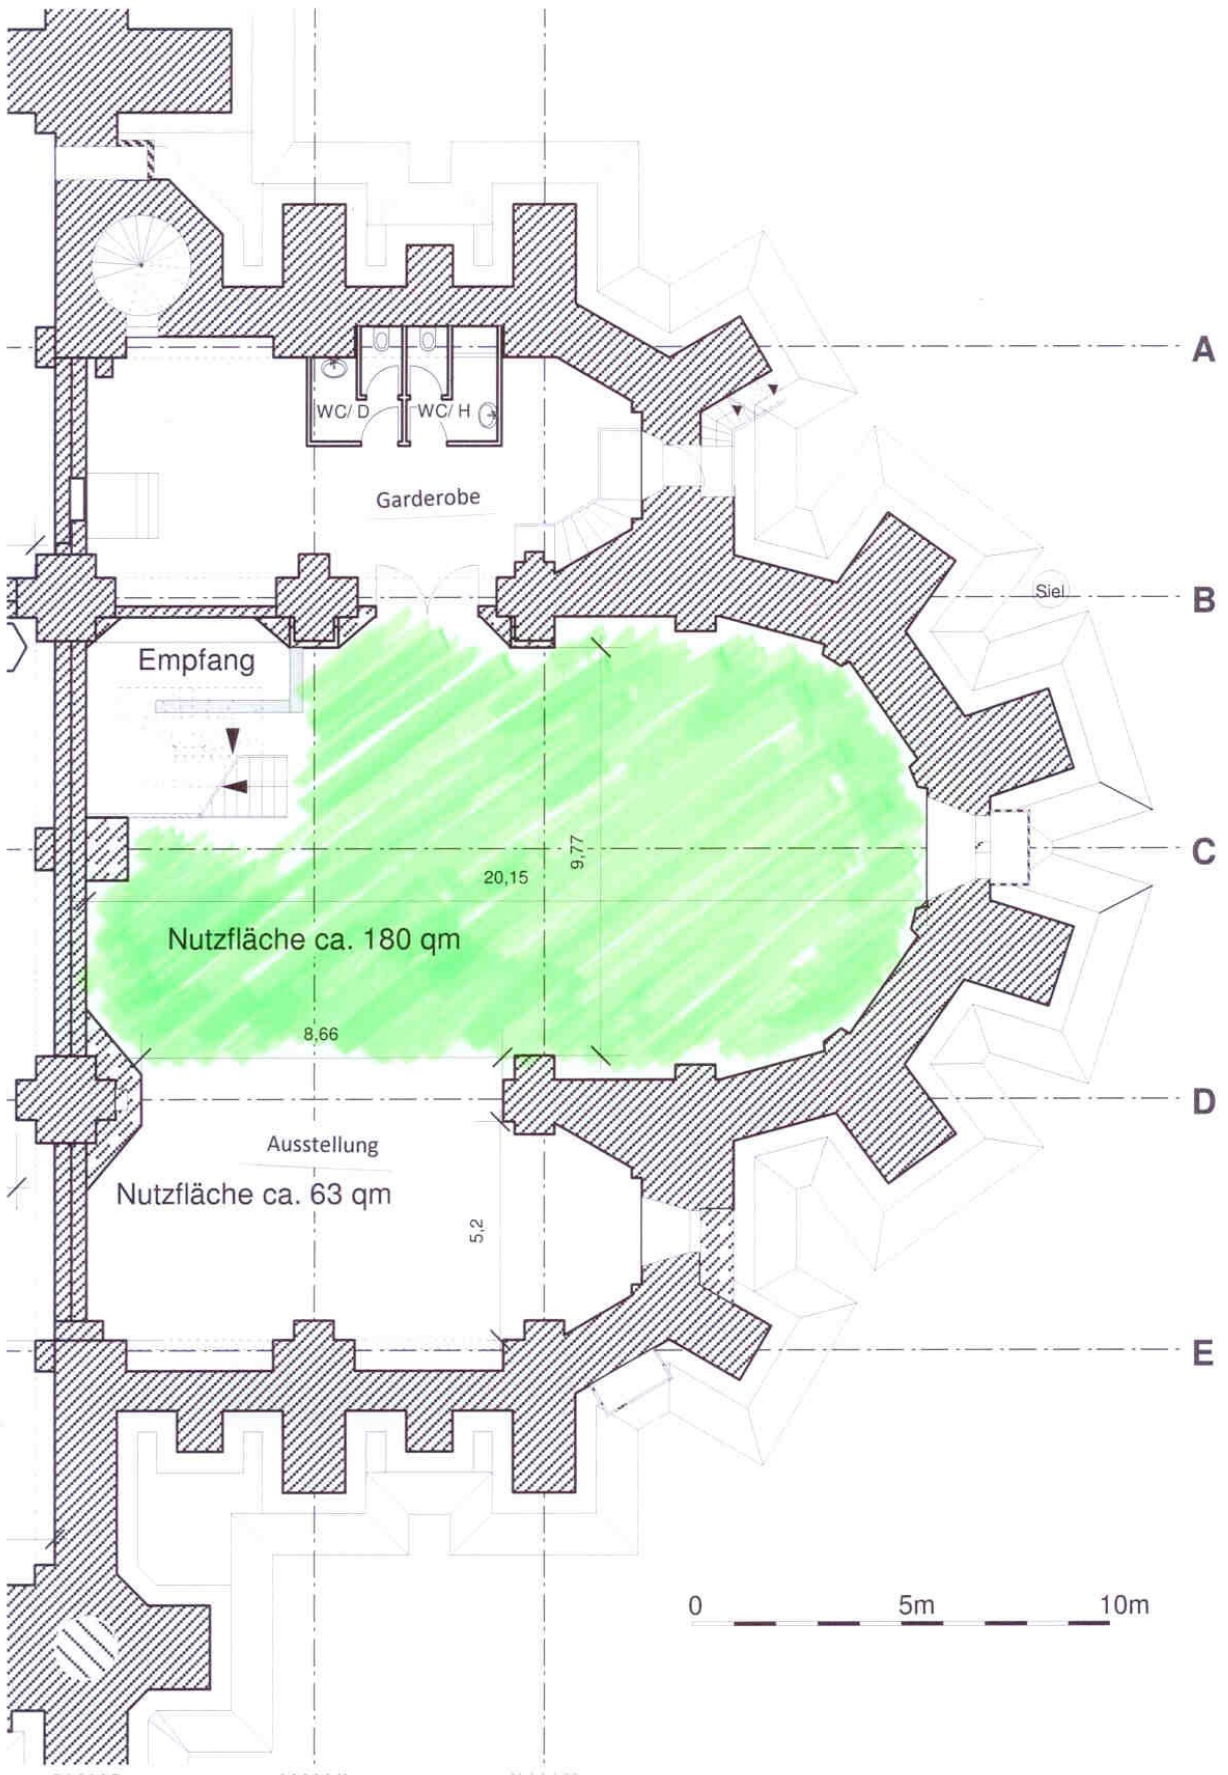 A
WC/ D
WC/ H
Garderobe
Siel
B
Empfang
C
9,77
20,15
Nutzfläche ca. 180 qm
8,66
D
Ausstellung
Nutzfläche ca. 63 qm
5,2
E
0
5m
10m